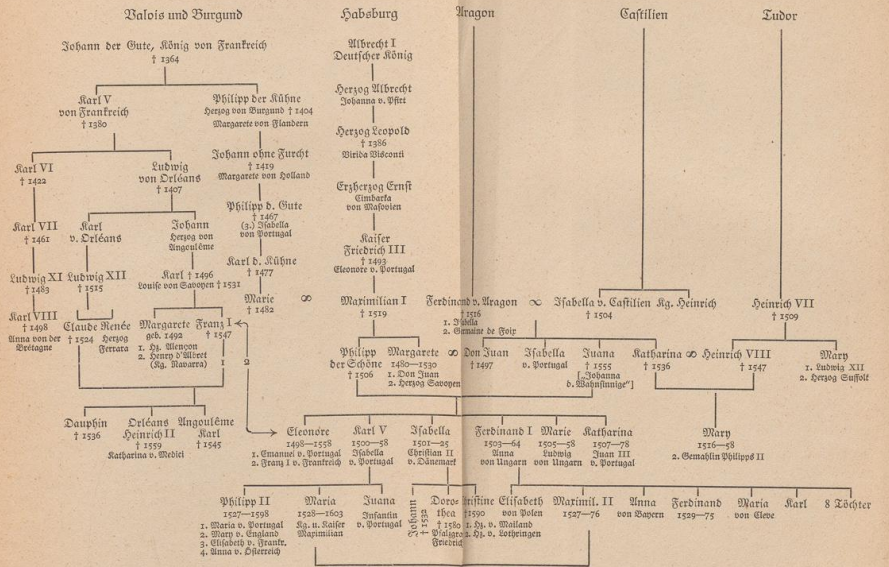 Valois und Burgund
Habsburg
Aragon
Castilien
Tudor
Johann der Gute, König von Frankreich
† 1364
Karl V
von Frankreich
† 1380
Philipp der Kühne
Herzog von Burgund † 1404
Margarete von Flandern
Karl VI
† 1422
Ludwig
von Orléans
† 1407
Johann ohne Furcht
† 1419
Margarete von Holland
Philipp d. Gute
† 1467
(3.) Isabella
von Portugal
Karl VII
† 1461
Karl
v. Orléans
Johann
Herzog von
Angoulême
Karl d. Kühne
† 1477
Ludwig XI
† 1483
Ludwig XII
† 1515
Karl † 1496
Louise von Savoyen † 1531
Marie
† 1482
Karl VIII
† 1498
Anna von der
Bretagne
Claude
† 1524
Renée
Herzog
Ferrara
Margarete
geb. 1492
1. Hz. Alençon
2. Henry d'Albret
(Kg. Navarra)
Franz I
† 1547
1
2
Dauphin
† 1536
Orléans
Heinrich II
† 1559
Katharina v. Medici
Angoulême
Karl
† 1545
Albrecht I
Deutscher König
Herzog Albrecht
Johanna v. Pfirt
Herzog Leopold
† 1386
Virida Visconti
Erzherzog Ernst
Cimbarka
von Masovien
Kaiser
Friedrich III
† 1493
Eleonore v. Portugal
∞
Maximilian I
† 1519
Ferdinand v. Aragon
† 1516
1. Isabella
2. Germaine de Foix
∞
Isabella v. Castilien
† 1504
Kg. Heinrich
Heinrich VII
† 1509
Philipp
der Schöne
† 1506
Margarete
1480—1530
1. Don Juan
2. Herzog Savoyen
∞
Don Juan
† 1497
Isabella
v. Portugal
Juana
† 1555
[„Johanna
d. Wahnsinnige"]
Katharina
† 1536
∞
Heinrich VIII
† 1547
Mary
1. Ludwig XII
2. Herzog Suffolk
Eleonore
1498—1558
1. Emanuel v. Portugal
2. Franz I v. Frankreich
Karl V
1500—58
Isabella
v. Portugal
Isabella
1501—25
Christian II
v. Dänemark
Ferdinand I
1503—64
Anna
von Ungarn
Marie
1505—58
Ludwig
von Ungarn
Katharina
1507—78
Juan III
v. Portugal
Mary
1516—58
2. Gemahlin Philipps II
Philipp II
1527—1598
1. Maria v. Portugal
2. Mary v. England
3. Elisabeth v. Frankr.
4. Anna v. Österreich
Maria
1528—1603
Kg. u. Kaiser
Maximilian
Juana
Infantin
v. Portugal
Johann
† 1532
Doro-
thea
† 1580
Pfalzgraf
Friedrich
Christine
† 1590
1. Hz. v. Mailand
2. Hz. v. Lothringen
Elisabeth
von Polen
Maximil. II
1527—76
Anna
von Bayern
Ferdinand
1529—75
Maria
von Cleve
Karl
8 Töchter